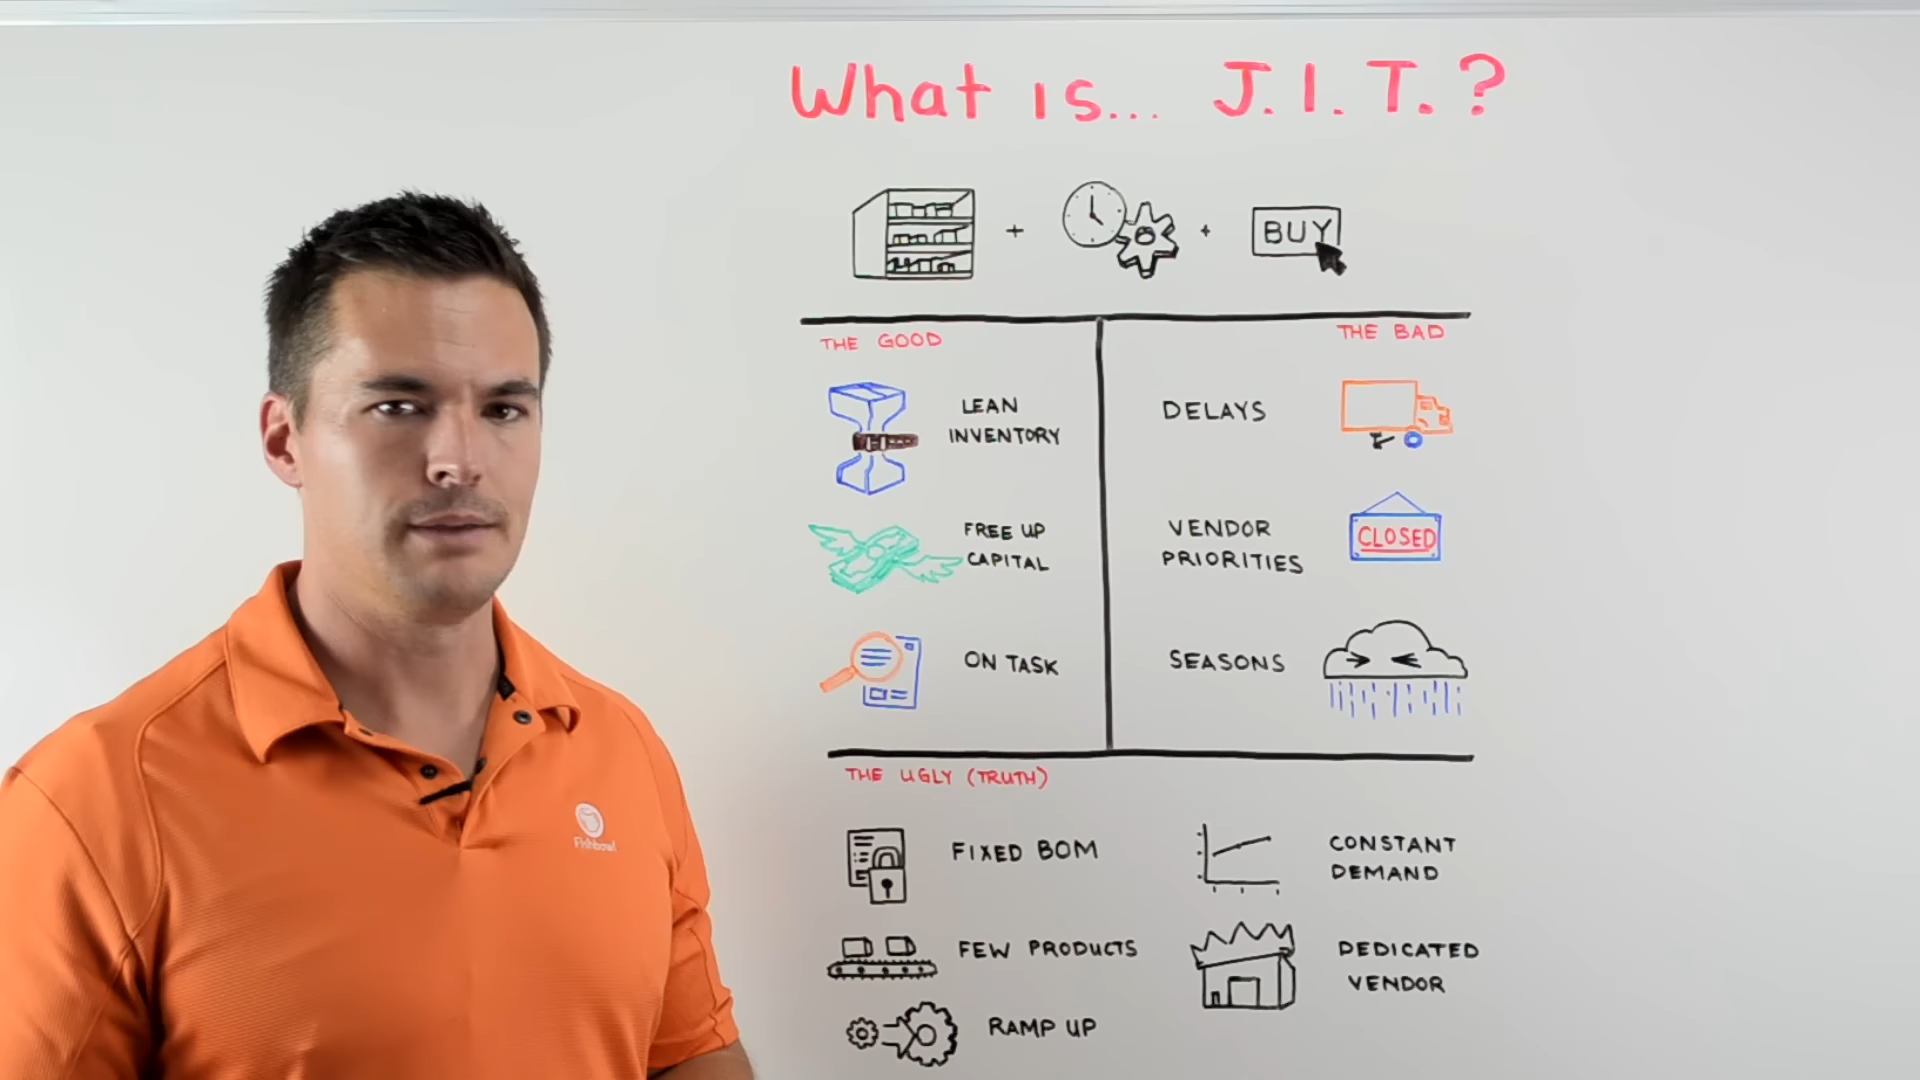 What is... J.I.T.?
BUY
THE GOOD
THE BAD
LEAN
INVENTORY
DELAYS
FREE UP
CAPITAL
VENDOR
PRIORITIES
CLOSED
ON TASK
SEASONS
THE UGLY (TRUTH)
FIXED BOM
CONSTANT
DEMAND
FEW PRODUCTS
DEDICATED
VENDOR
RAMP UP
Fishbowl